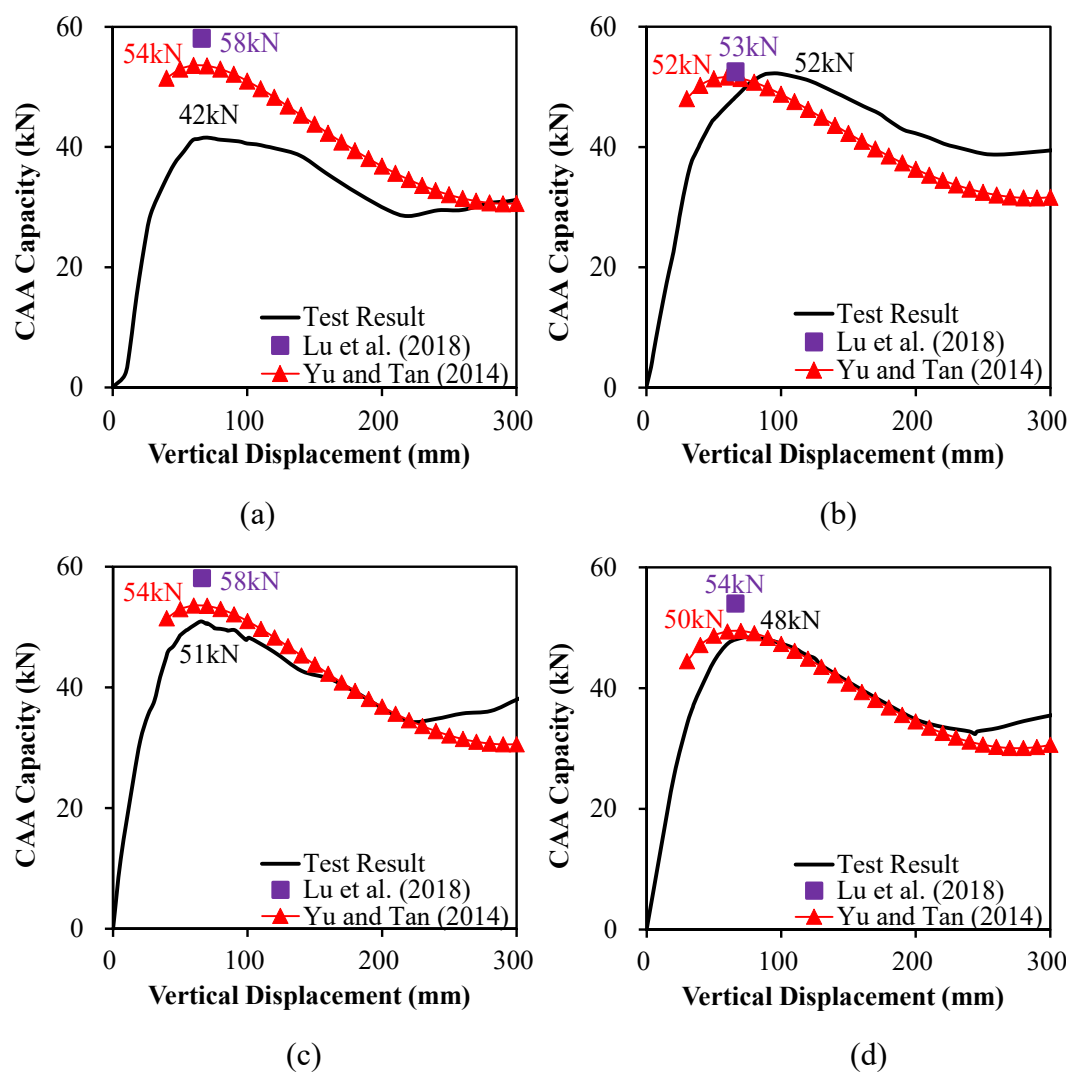 60
40
20
0
CAA Capacity (kN)
54kN
58kN
42kN
Test Result
Lu et al. (2018)
Yu and Tan (2014)
0 100 200 300
Vertical Displacement (mm)
(a)
60
40
20
0
CAA Capacity (kN)
52kN
53kN
52kN
Test Result
Lu et al. (2018)
Yu and Tan (2014)
0 100 200 300
Vertical Displacement (mm)
(b)
60
40
20
0
CAA Capacity (kN)
54kN
58kN
51kN
Test Result
Lu et al. (2018)
Yu and Tan (2014)
0 100 200 300
Vertical Displacement (mm)
(c)
60
40
20
0
CAA Capacity (kN)
54kN
50kN
48kN
Test Result
Lu et al. (2018)
Yu and Tan (2014)
0 100 200 300
Vertical Displacement (mm)
(d)